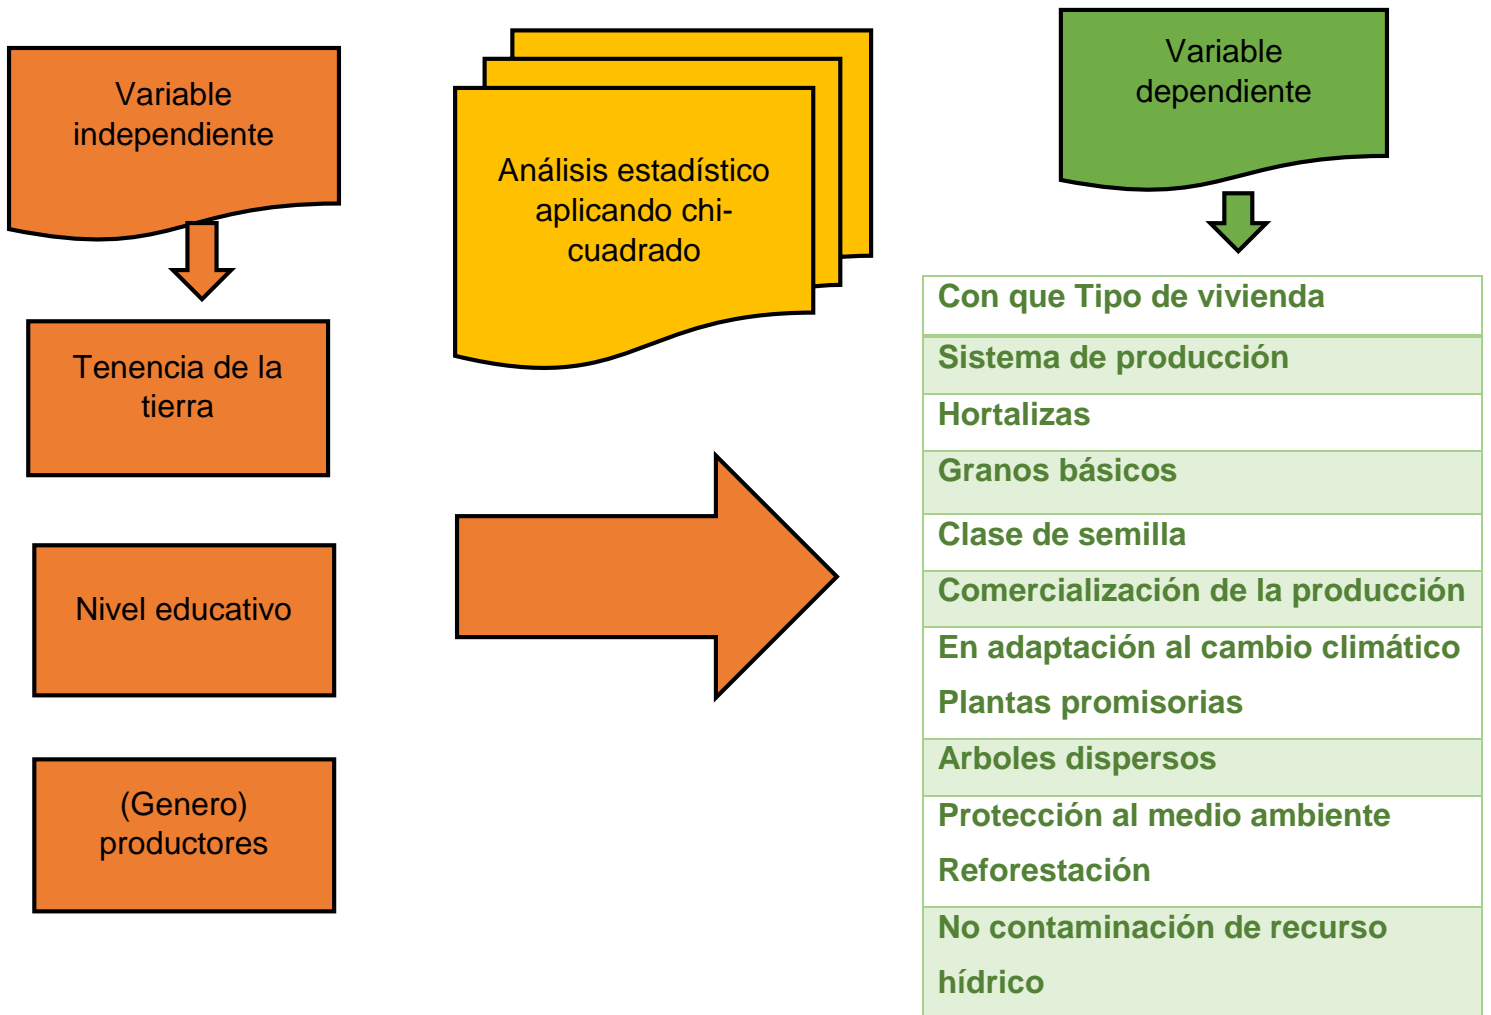 Variable
independiente
Tenencia de la
tierra
Nivel educativo
(Genero)
productores
Análisis estadístico
aplicando chi-
cuadrado
Variable
dependiente
Con que Tipo de vivienda
Sistema de producción
Hortalizas
Granos básicos
Clase de semilla
Comercialización de la producción
En adaptación al cambio climático
Plantas promisorias
Arboles dispersos
Protección al medio ambiente
Reforestación
No contaminación de recurso
hídrico